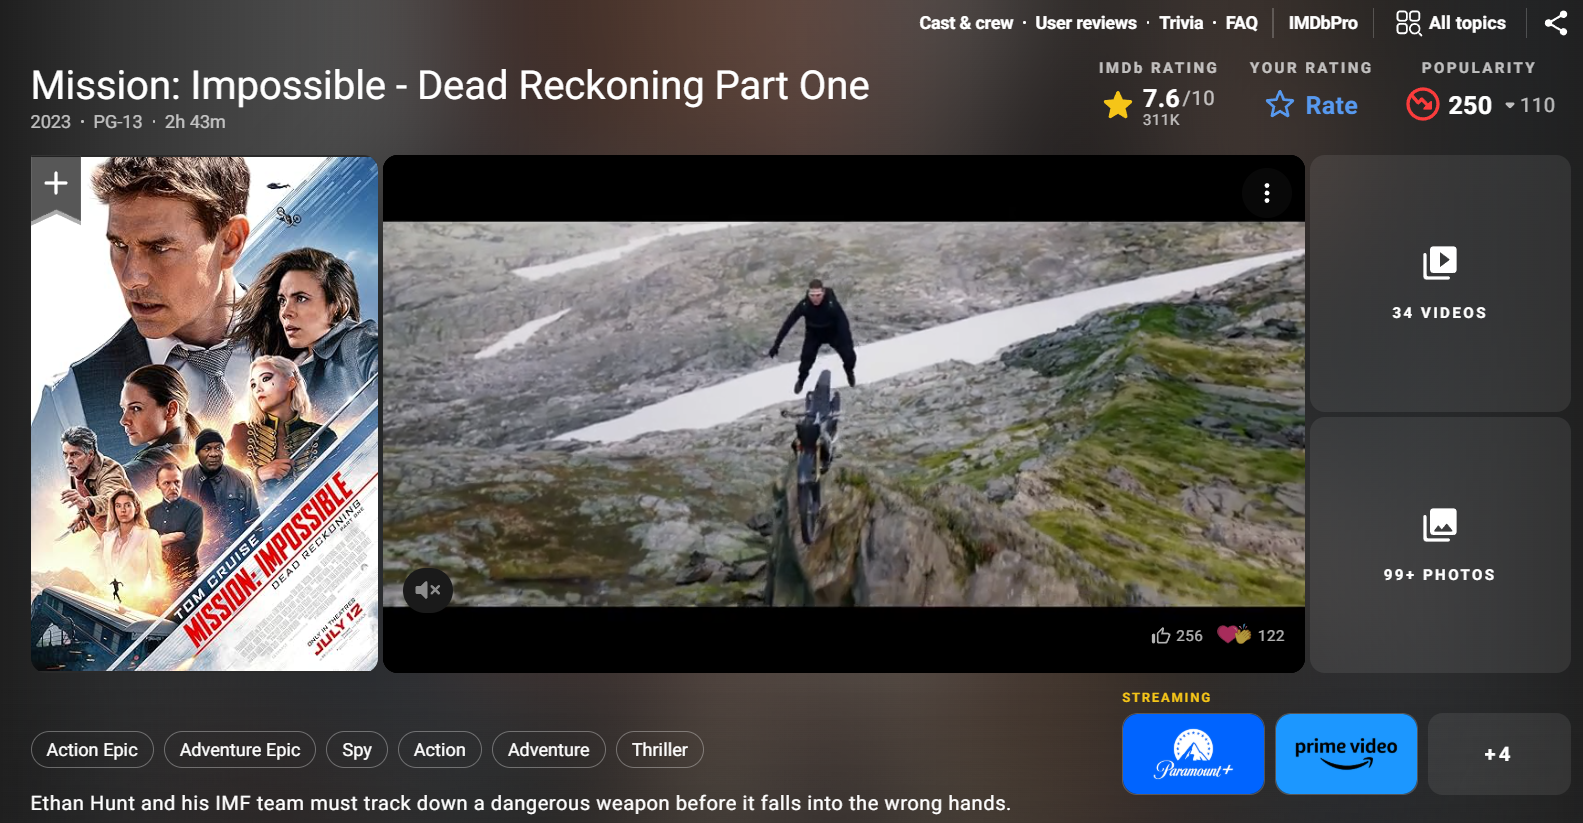 Cast & crew · User reviews · Trivia · FAQ IMDbPro All topics
Mission: Impossible - Dead Reckoning Part One
2023 · PG-13 · 2h 43m
IMDb RATING
7.6/10
311K
YOUR RATING
Rate
POPULARITY
250 110
TOM CRUISE
MISSION: IMPOSSIBLE
DEAD RECKONING
PART ONE
ONLY IN THEATRES
JULY 12
256 122
34 VIDEOS
99+ PHOTOS
STREAMING
Paramount+
prime video
+4
Action Epic
Adventure Epic
Spy
Action
Adventure
Thriller
Ethan Hunt and his IMF team must track down a dangerous weapon before it falls into the wrong hands.